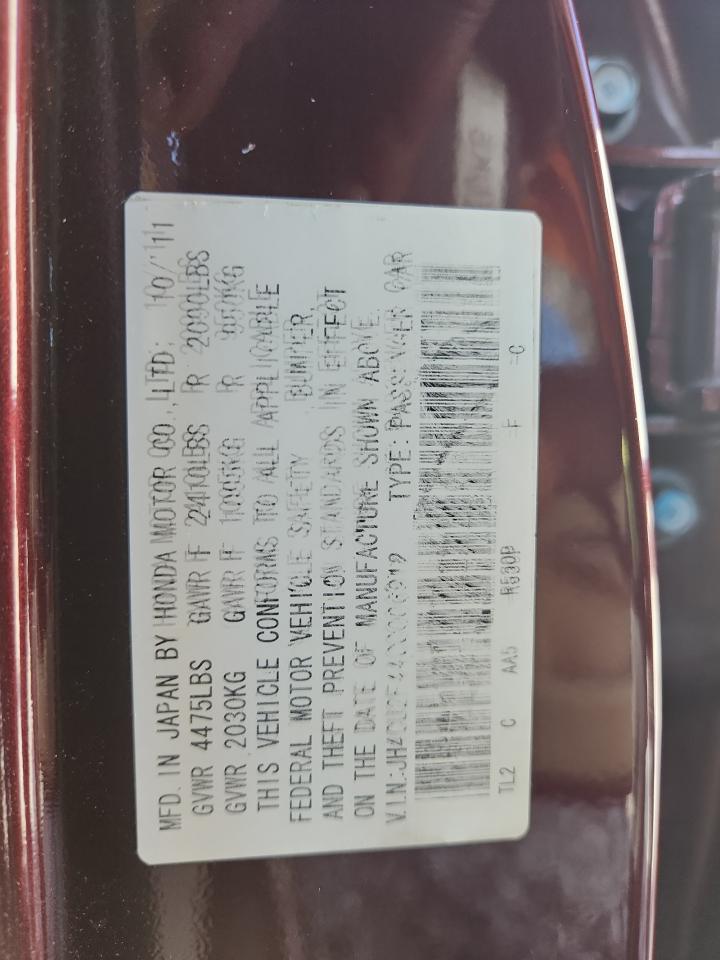 MFD. IN JAPAN BY HONDA MOTOR CO., LTD. 10/11
GVWR 4475LBS GAWR F 2410LBS R 2090LBS
GVWR 2030KG GAWR F 1095KG R 950KG
THIS VEHICLE CONFORMS TO ALL APPLICABLE
FEDERAL MOTOR VEHICLE SAFETY, BUMPER,
AND THEFT PREVENTION STANDARDS IN EFFECT
ON THE DATE OF MANUFACTURE SHOWN ABOVE.
V.I.N.: TYPE: PASSENGER CAR
TL2 C AA5 R530P F C